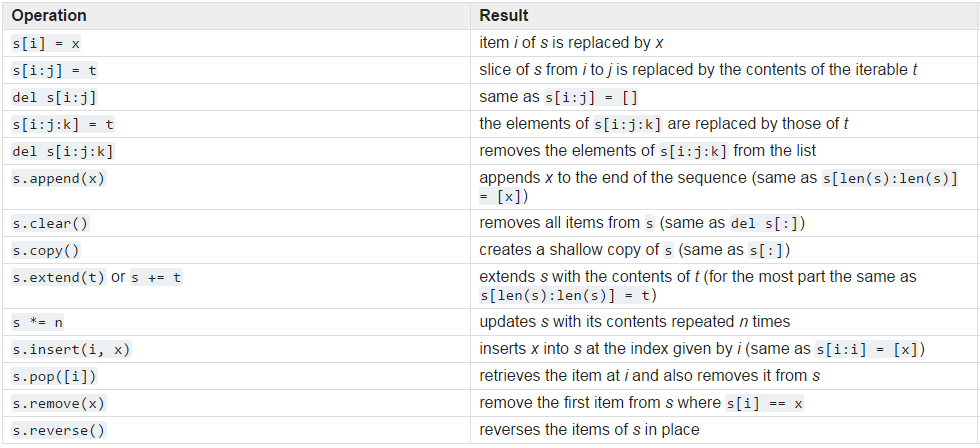 Operation Result
s[i] = x item i of s is replaced by x
s[i:j] = t slice of s from i to j is replaced by the contents of the iterable t
del s[i:j] same as s[i:j] = []
s[i:j:k] = t the elements of s[i:j:k] are replaced by those of t
del s[i:j:k] removes the elements of s[i:j:k] from the list
s.append(x) appends x to the end of the sequence (same as s[len(s):len(s)]
= [x])
s.clear() removes all items from s (same as del s[:])
s.copy() creates a shallow copy of s (same as s[:])
s.extend(t) or s += t extends s with the contents of t (for the most part the same as
s[len(s):len(s)] = t)
s *= n updates s with its contents repeated n times
s.insert(i, x) inserts x into s at the index given by i (same as s[i:i] = [x])
s.pop([i]) retrieves the item at i and also removes it from s
s.remove(x) remove the first item from s where s[i] == x
s.reverse() reverses the items of s in place